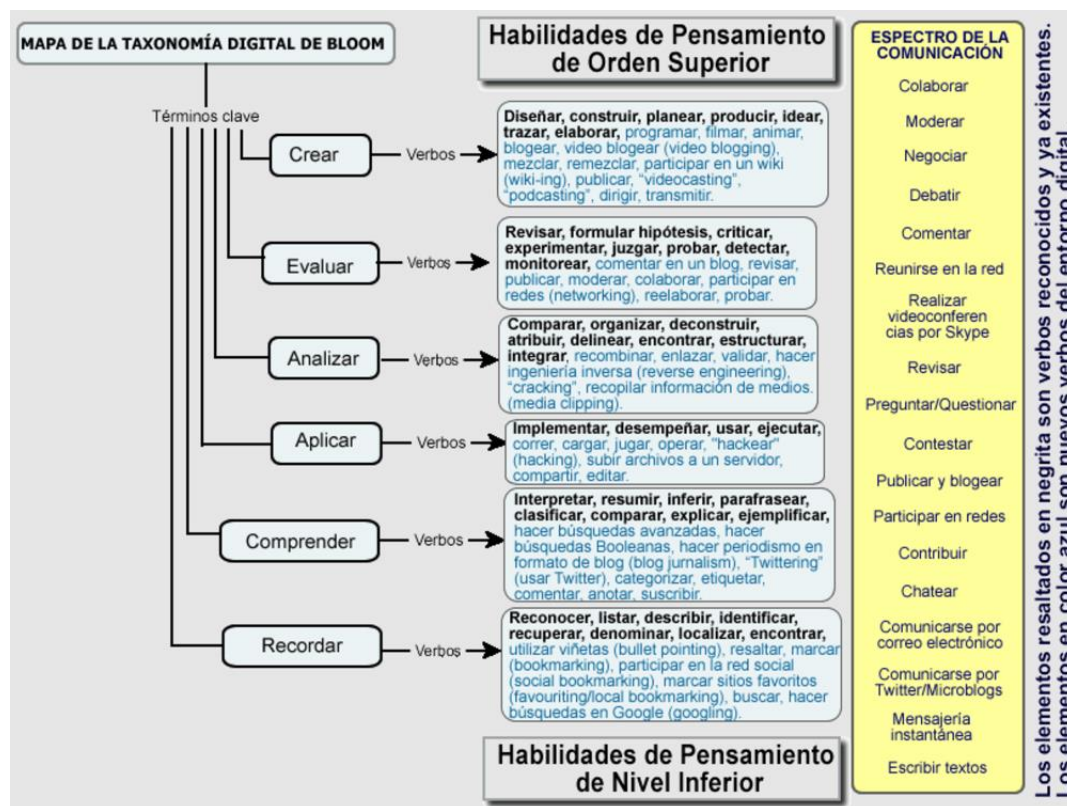 MAPA DE LA TAXONOMÍA DIGITAL DE BLOOM
Términos clave
Habilidades de Pensamiento
de Orden Superior
Crear
Verbos
Diseñar, construir, planear, producir, idear,
trazar, elaborar, programar, filmar, animar,
blogear, video blogear (video blogging),
mezclar, remezclar, participar en un wiki
(wiki-ing), publicar, “videocasting”,
“podcasting”, dirigir, transmitir.
Evaluar
Verbos
Revisar, formular hipótesis, criticar,
experimentar, juzgar, probar, detectar,
monitorear, comentar en un blog, revisar,
publicar, moderar, colaborar, participar en
redes (networking), reelaborar, probar.
Analizar
Verbos
Comparar, organizar, deconstruir,
atribuir, delinear, encontrar, estructurar,
integrar, recombinar, enlazar, validar, hacer
ingeniería inversa (reverse engineering),
“cracking”, recopilar información de medios.
(media clipping).
Aplicar
Verbos
Implementar, desempeñar, usar, ejecutar,
correr, cargar, jugar, operar, "hackear"
(hacking), subir archivos a un servidor,
compartir, editar.
Comprender
Verbos
Interpretar, resumir, inferir, parafrasear,
clasificar, comparar, explicar, ejemplificar,
hacer búsquedas avanzadas, hacer
búsquedas Booleanas, hacer periodismo en
formato de blog (blog jurnalism), “Twittering”
(usar Twitter), categorizar, etiquetar,
comentar, anotar, suscribir.
Recordar
Verbos
Reconocer, listar, describir, identificar,
recuperar, denominar, localizar, encontrar,
utilizar viñetas (bullet pointing), resaltar, marcar
(bookmarking), participar en la red social
(social bookmarking), marcar sitios favoritos
(favouriting/local bookmarking), buscar, hacer
búsquedas en Google (googling).
Habilidades de Pensamiento
de Nivel Inferior
ESPECTRO DE LA
COMUNICACIÓN
Colaborar
Moderar
Negociar
Debatir
Comentar
Reunirse en la red
Realizar
videoconferen
cias por Skype
Revisar
Preguntar/Questionar
Contestar
Publicar y blogear
Participar en redes
Contribuir
Chatear
Comunicarse por
correo electrónico
Comunicarse por
Twitter/Microblogs
Mensajería
instantánea
Escribir textos
Los elementos resaltados en negrita son verbos reconocidos y ya existentes.
Los elementos en color azul son nuevos verbos del entorno digital